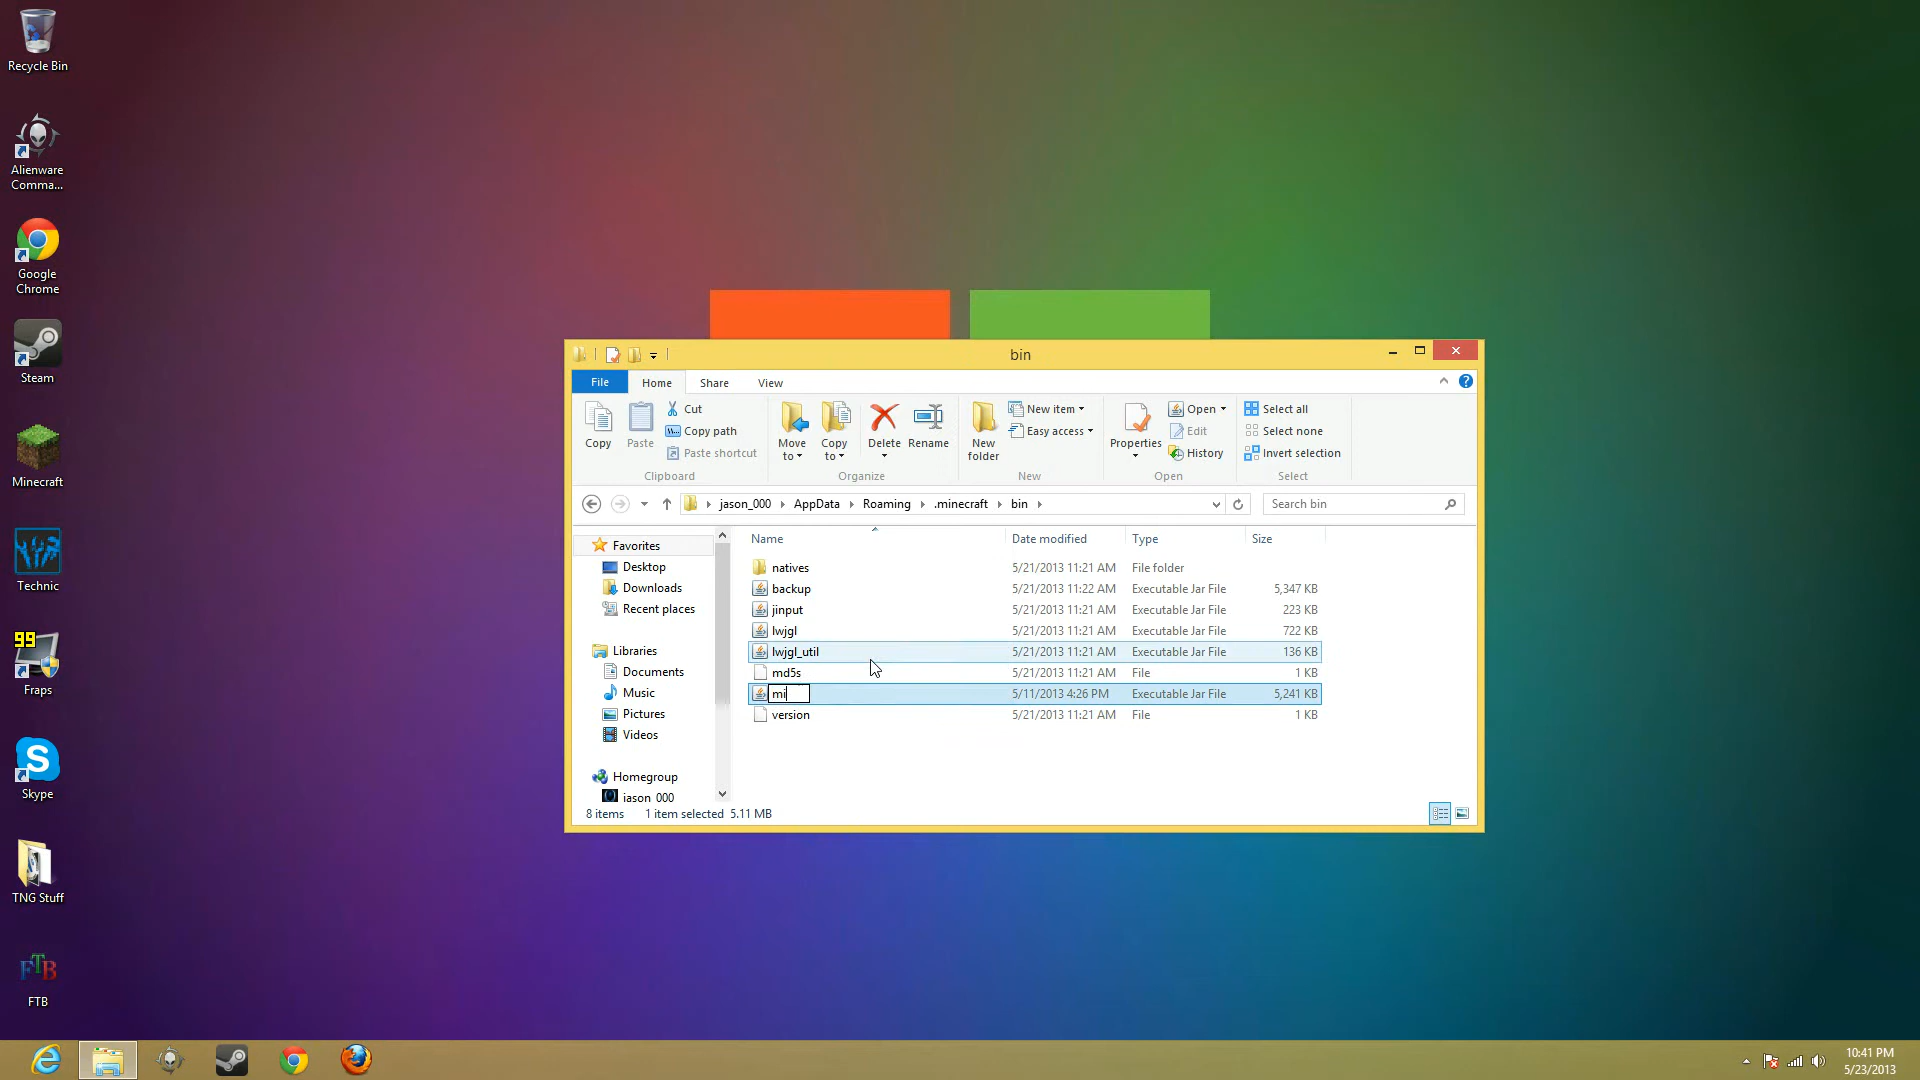 Recycle Bin
Alienware
Comma...
Google
Chrome
Steam
Minecraft
Technic
99
Fraps
Skype
TNG Stuff
FTB
FTB
bin
File
Home
Share
View
Copy
Paste
Cut
Copy path
Paste shortcut
Clipboard
Move
to
Copy
to
Delete
Rename
Organize
New
folder
New item
Easy access
New
Properties
Open
Edit
History
Open
Select all
Select none
Invert selection
Select
jason_000
AppData
Roaming
.minecraft
bin
Search bin
Favorites
Desktop
Downloads
Recent places
Libraries
Documents
Music
Pictures
Videos
Homegroup
jason_000
Name Date modified Type Size
natives 5/21/2013 11:21 AM File folder
backup 5/21/2013 11:22 AM Executable Jar File 5,347 KB
jinput 5/21/2013 11:21 AM Executable Jar File 223 KB
lwjgl 5/21/2013 11:21 AM Executable Jar File 722 KB
lwjgl_util 5/21/2013 11:21 AM Executable Jar File 136 KB
md5s 5/21/2013 11:21 AM File 1 KB
mi 5/11/2013 4:26 PM Executable Jar File 5,241 KB
version 5/21/2013 11:21 AM File 1 KB
8 items 1 item selected 5.11 MB
10:41 PM
5/23/2013